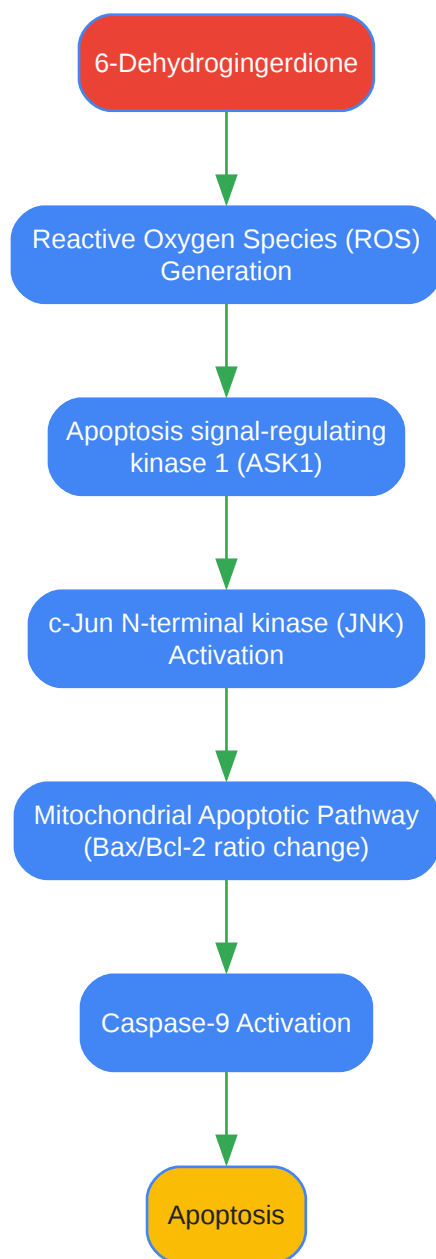 6-Dehydrogingerdione
Reactive Oxygen Species (ROS)
Generation
Apoptosis signal-regulating
kinase 1 (ASK1)
c-Jun N-terminal kinase (JNK)
Activation
Mitochondrial Apoptotic Pathway
(Bax/Bcl-2 ratio change)
Caspase-9 Activation
Apoptosis